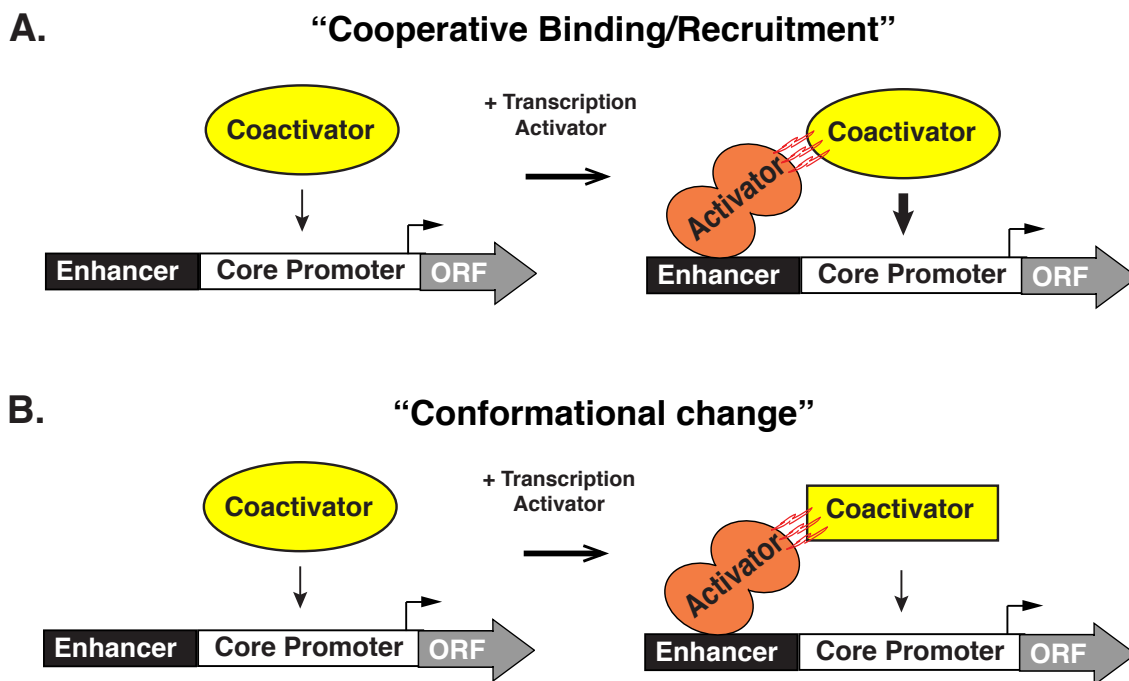 A.
“Cooperative Binding/Recruitment”
+ Transcription
Activator
Coactivator
Enhancer
Core Promoter
ORF
Activator
Coactivator
Enhancer
Core Promoter
ORF
B.
“Conformational change”
+ Transcription
Activator
Coactivator
Enhancer
Core Promoter
ORF
Activator
Coactivator
Enhancer
Core Promoter
ORF